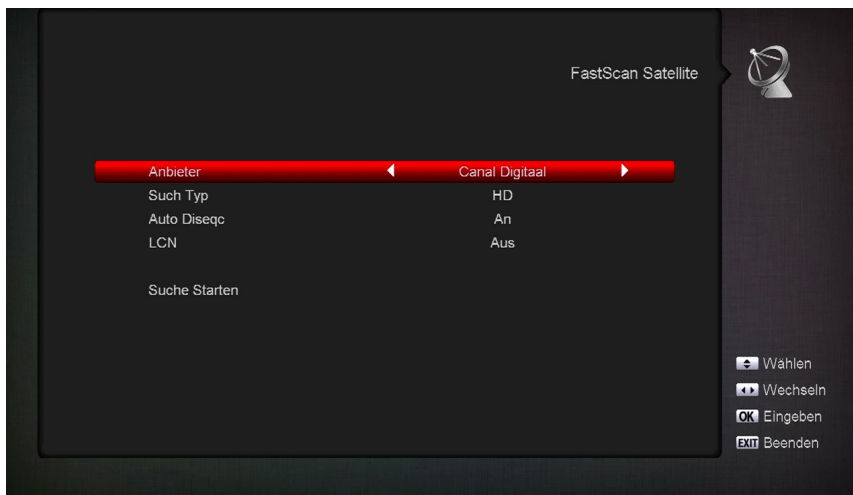 FastScan Satellite
Anbieter Canal Digitaal
Such Typ HD
Auto Diseqc An
LCN Aus
Suche Starten
Wählen
Wechseln
OK Eingeben
EXIT Beenden